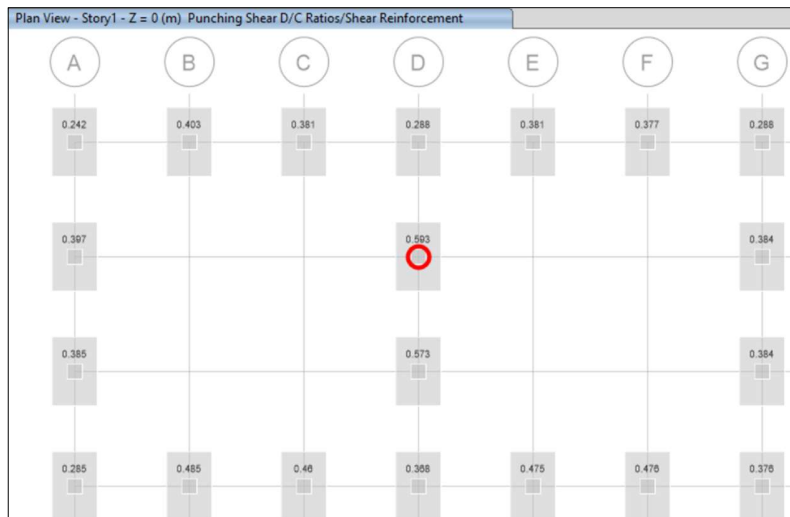 Plan View - Story1 - Z = 0 (m) Punching Shear D/C Ratios/Shear Reinforcement
A B C D E F G
0.242 0.403 0.381 0.288 0.381 0.377 0.288
0.397 0.593 0.384
0.385 0.573 0.384
0.285 0.485 0.46 0.368 0.475 0.476 0.376